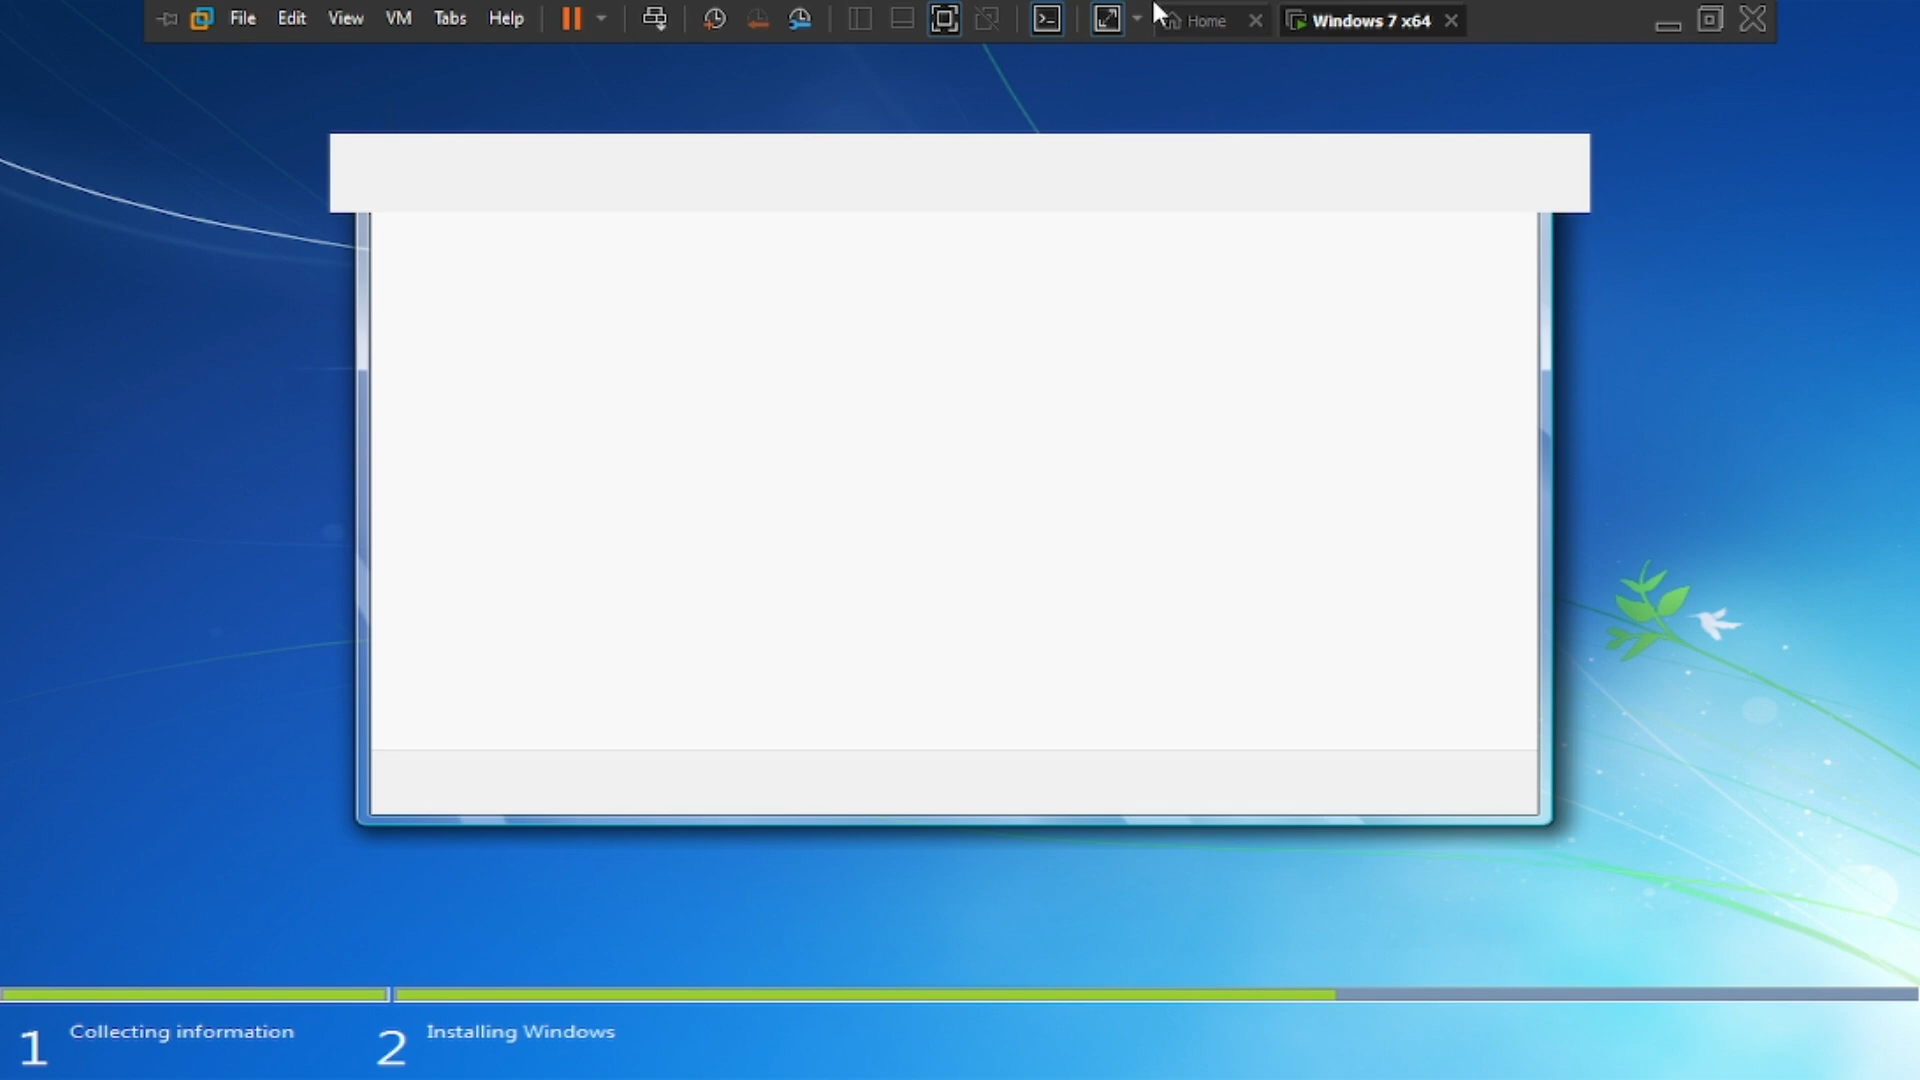 File Edit View VM Tabs Help Home Windows 7 x64
1 Collecting information 2 Installing Windows